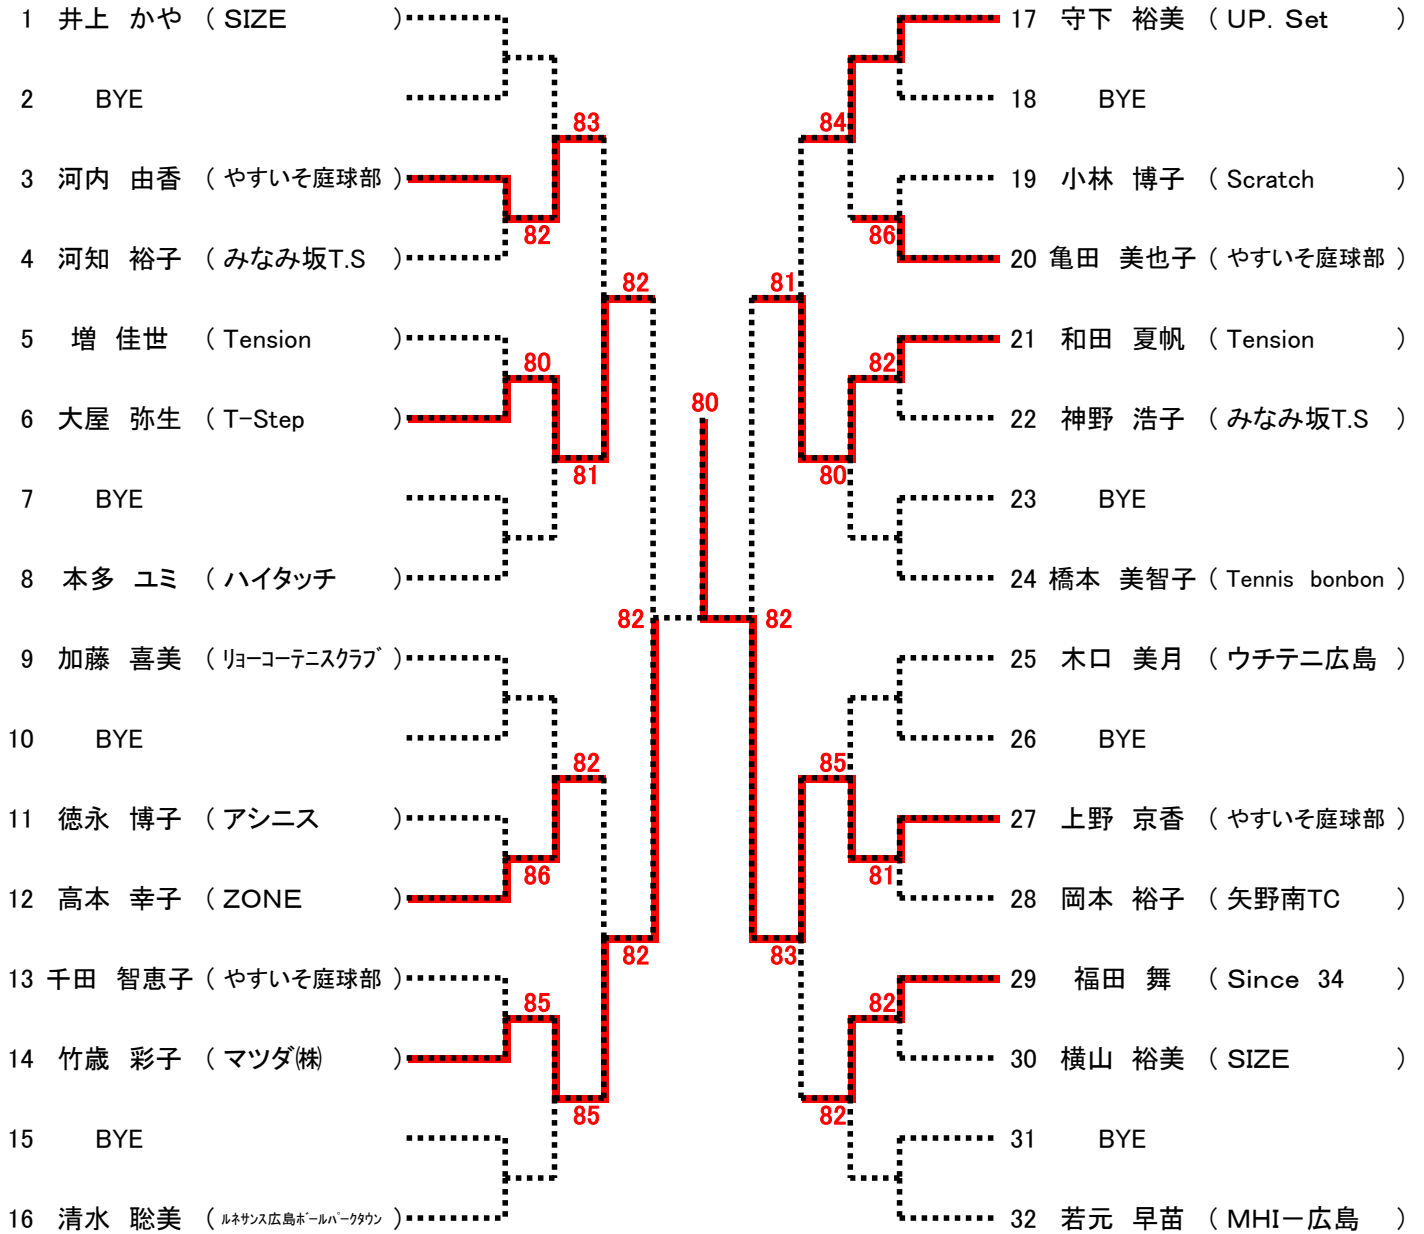 1 井上 かや ( SIZE )
17 守下 裕美 ( UP. Set )
2 BYE
18 BYE
83
84
3 河内 由香 ( やすいそ庭球部 )
19 小林 博子 ( Scratch )
82
86
4 河知 裕子 ( みなみ坂T.S )
20 亀田 美也子 ( やすいそ庭球部 )
82
81
5 増 佳世 ( Tension )
21 和田 夏帆 ( Tension )
80
82
80
6 大屋 弥生 ( T-Step )
22 神野 浩子 ( みなみ坂T.S )
81
80
7 BYE
23 BYE
8 本多 ユミ ( ハイタッチ )
24 橋本 美智子 ( Tennis bonbon )
82
82
9 加藤 喜美 ( ﾘｮｰｺｰﾃﾆｽｸﾗﾌﾞ )
25 木口 美月 ( ウチテニ広島 )
10 BYE
26 BYE
82
85
11 徳永 博子 ( アシニス )
27 上野 京香 ( やすいそ庭球部 )
86
81
12 高本 幸子 ( ZONE )
28 岡本 裕子 ( 矢野南TC )
82
83
13 千田 智恵子 ( やすいそ庭球部 )
29 福田 舞 ( Since 34 )
85
82
14 竹歳 彩子 ( マツダ㈱ )
30 横山 裕美 ( SIZE )
85
82
15 BYE
31 BYE
16 清水 聡美 ( ﾙﾈｻﾝｽ広島ﾎﾞｰﾙﾊﾟｰｸﾀｳﾝ )
32 若元 早苗 ( MHI－広島 )